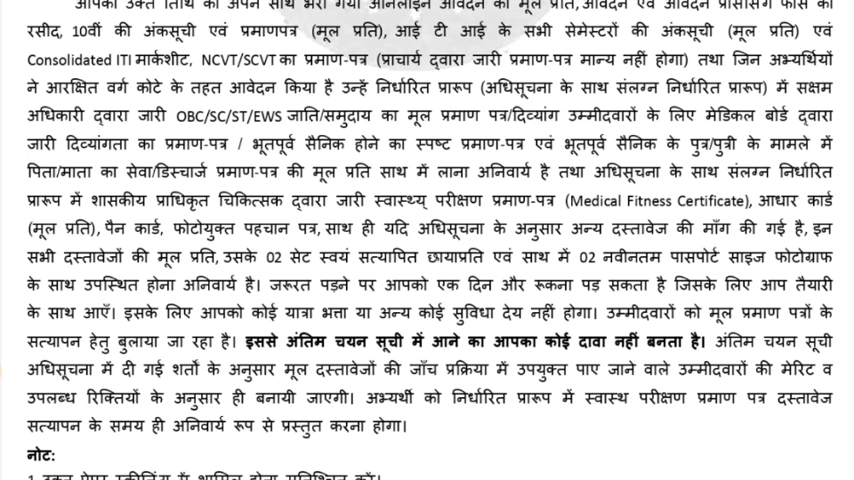 आपको उक्त तिथि को अपने साथ भरा गया ऑनलाइन आवेदन की मूल प्रति,आवेदन एवं आवेदन प्रोसेसिंग फीस की
रसीद, 10वीं की अंकसूची एवं प्रमाणपत्र (मूल प्रति), आई टी आई के सभी सेमेस्टरों की अंकसूची (मूल प्रति) एवं
Consolidated ITI मार्कशीट, NCVT/SCVT का प्रमाण-पत्र (प्राचार्य द्वारा जारी प्रमाण-पत्र मान्य नहीं होगा) तथा जिन अभ्यर्थियों
ने आरक्षित वर्ग कोटे के तहत आवेदन किया है उन्हें निर्धारित प्रारूप (अधिसूचना के साथ संलग्न निर्धारित प्रारूप) में सक्षम
अधिकारी द्वारा जारी OBC/SC/ST/EWS जाति/समुदाय का मूल प्रमाण पत्र/दिव्यांग उम्मीदवारों के लिए मेडिकल बोर्ड द्वारा
जारी दिव्यांगता का प्रमाण-पत्र / भूतपूर्व सैनिक होने का स्पष्ट प्रमाण-पत्र एवं भूतपूर्व सैनिक के पुत्र/पुत्री के मामले में
पिता/माता का सेवा/डिस्चार्ज प्रमाण-पत्र की मूल प्रति साथ में लाना अनिवार्य है तथा अधिसूचना के साथ संलग्न निर्धारित
प्रारूप में शासकीय प्राधिकृत चिकित्सक द्वारा जारी स्वास्थ्य् परीक्षण प्रमाण-पत्र (Medical Fitness Certificate), आधार कार्ड
(मूल प्रति), पैन कार्ड, फोटोयुक्त पहचान पत्र, साथ ही यदि अधिसूचना के अनुसार अन्य दस्तावेज की माँग की गई है, इन
सभी दस्तावेजों की मूल प्रति, उसके 02 सेट स्वयं सत्यापित छायाप्रति एवं साथ में 02 नवीनतम पासपोर्ट साइज फोटोग्राफ
के साथ उपस्थित होना अनिवार्य है। जरूरत पड़ने पर आपको एक दिन और रूकना पड़ सकता है जिसके लिए आप तैयारी
के साथ आएँ। इसके लिए आपको कोई यात्रा भत्ता या अन्य कोई सुविधा देय नहीं होगा। उम्मीदवारों को मूल प्रमाण पत्रों के
सत्यापन हेतु बुलाया जा रहा है। इससे अंतिम चयन सूची में आने का आपका कोई दावा नहीं बनता है। अंतिम चयन सूची
अधिसूचना में दी गई शर्तों के अनुसार मूल दस्तावेजों की जाँच प्रक्रिया में उपयुक्त पाए जाने वाले उम्मीदवारों की मेरिट व
उपलब्ध रिक्तियों के अनुसार ही बनायी जाएगी। अभ्यर्थी को निर्धारित प्रारूप में स्वास्थ परीक्षण प्रमाण पत्र दस्तावेज
सत्यापन के समय ही अनिवार्य रूप से प्रस्तुत करना होगा।
नोट:
1. उक्त पेपर स्क्रीनिंग में शामिल होना सुनिश्चित करें।